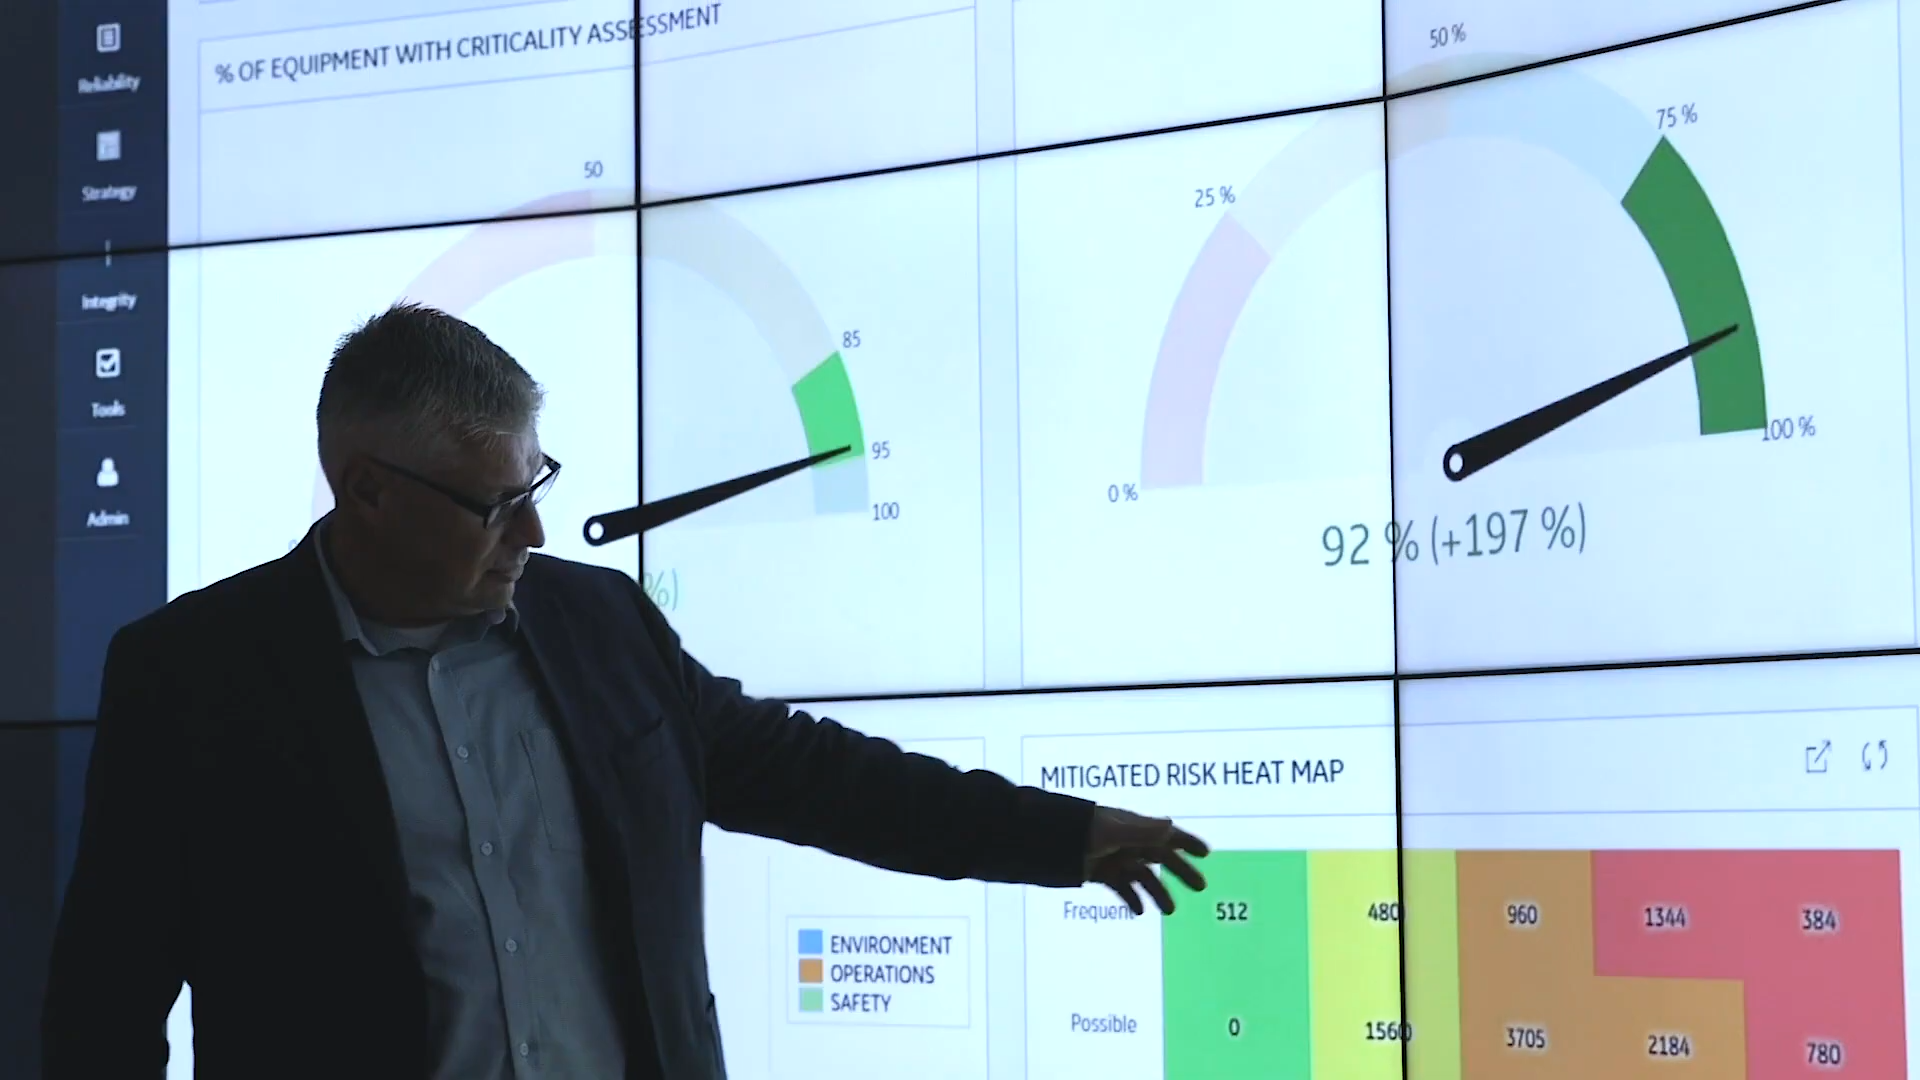 Reliability
Strategy
Integrity
Tools
Admin
% OF EQUIPMENT WITH CRITICALITY ASSESSMENT
50
85
95
100
%)
50 %
25 %
75 %
0 %
100 %
92 % (+197 %)
ENVIRONMENT
OPERATIONS
SAFETY
MITIGATED RISK HEAT MAP
Frequent 512 480 960 1344 384
Possible 0 1560 3705 2184 780